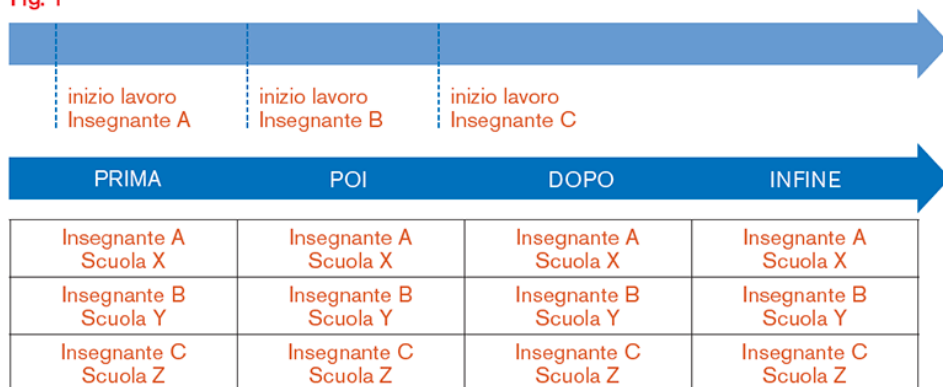 Fig. 1
inizio lavoro inizio lavoro inizio lavoro
Insegnante A Insegnante B Insegnante C
PRIMA POI DOPO INFINE
Insegnante A Insegnante A Insegnante A Insegnante A
Scuola X Scuola X Scuola X Scuola X
Insegnante B Insegnante B Insegnante B Insegnante B
Scuola Y Scuola Y Scuola Y Scuola Y
Insegnante C Insegnante C Insegnante C Insegnante C
Scuola Z Scuola Z Scuola Z Scuola Z